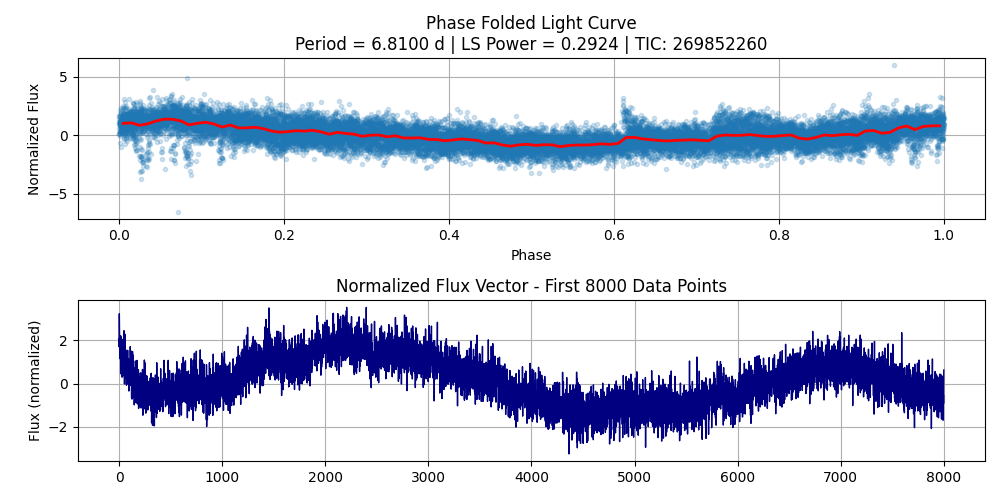 Phase Folded Light Curve
Period = 6.8100 d | LS Power = 0.2924 | TIC: 269852260
Normalized Flux
5
0
−5
0.0 0.2 0.4 0.6 0.8 1.0
Phase
Normalized Flux Vector - First 8000 Data Points
Flux (normalized)
2
0
−2
0 1000 2000 3000 4000 5000 6000 7000 8000